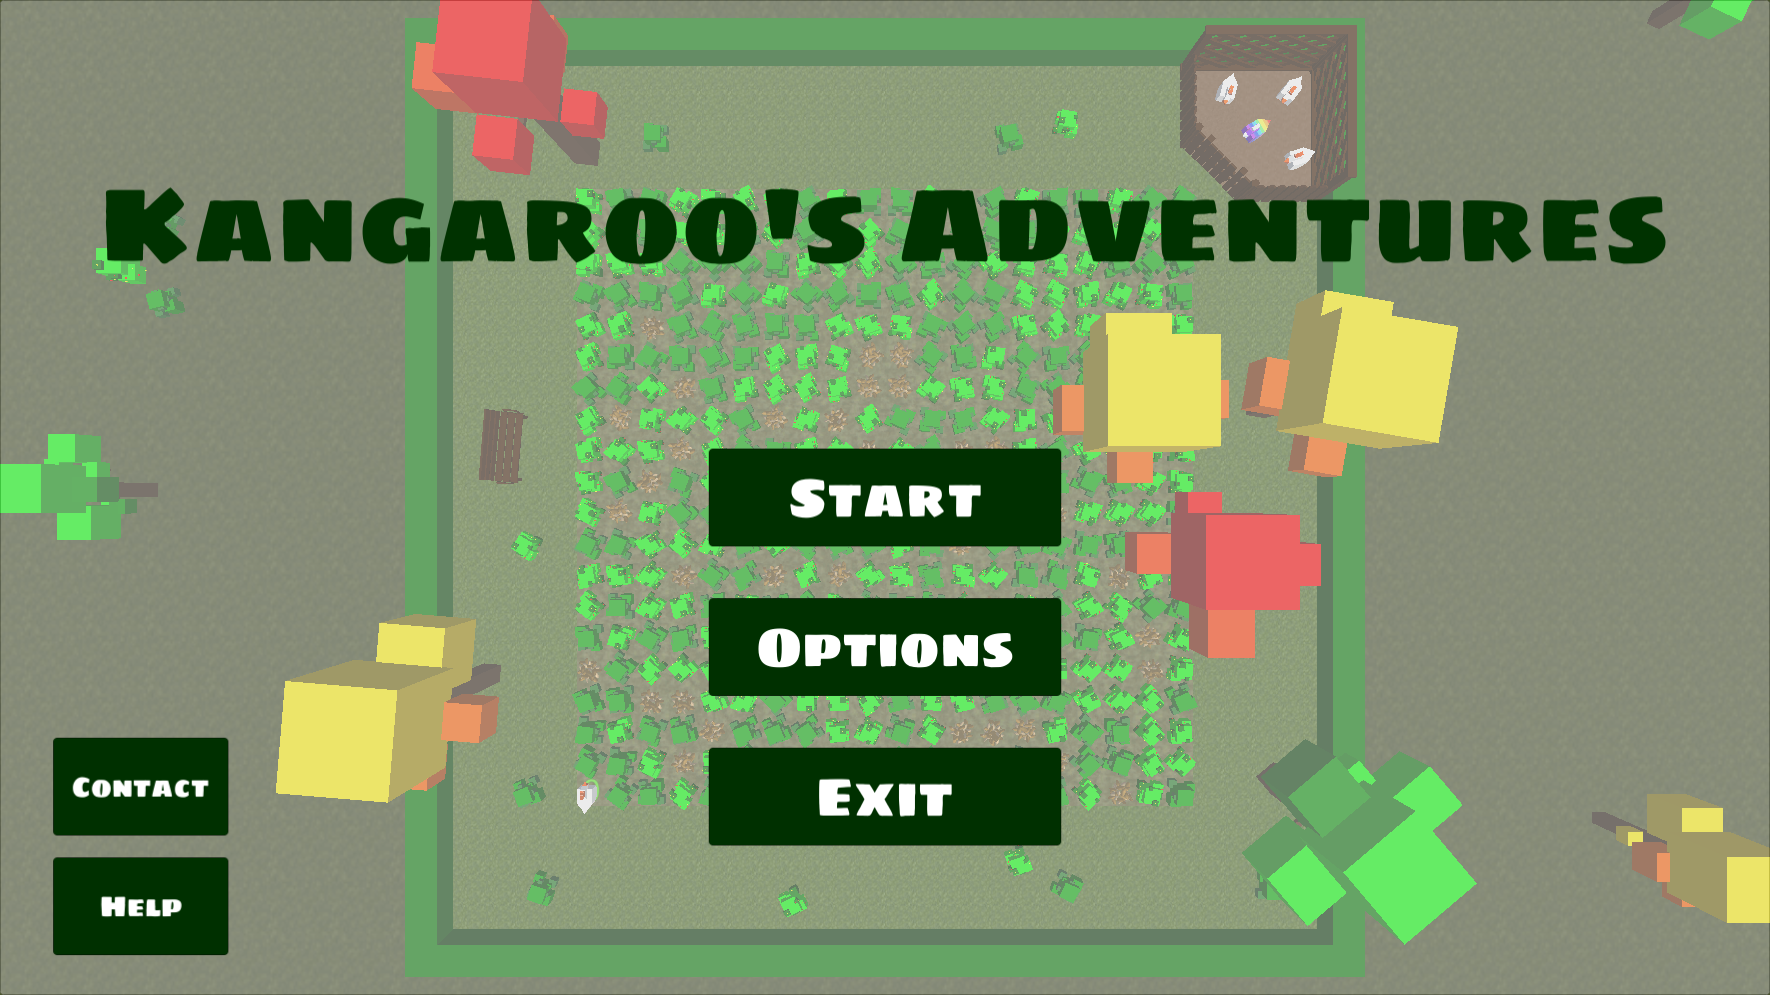 Kangaroo's Adventures
Start
Options
Exit
Contact
Help